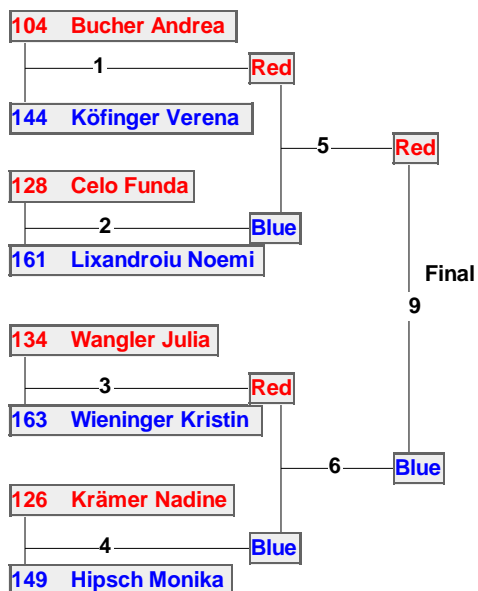 104 Bucher Andrea
1 Red
144 Köfinger Verena
5 Red
128 Celo Funda
2 Blue
161 Lixandroiu Noemi
Final
9
134 Wangler Julia
3 Red
163 Wieninger Kristin
6 Blue
126 Krämer Nadine
4 Blue
149 Hipsch Monika